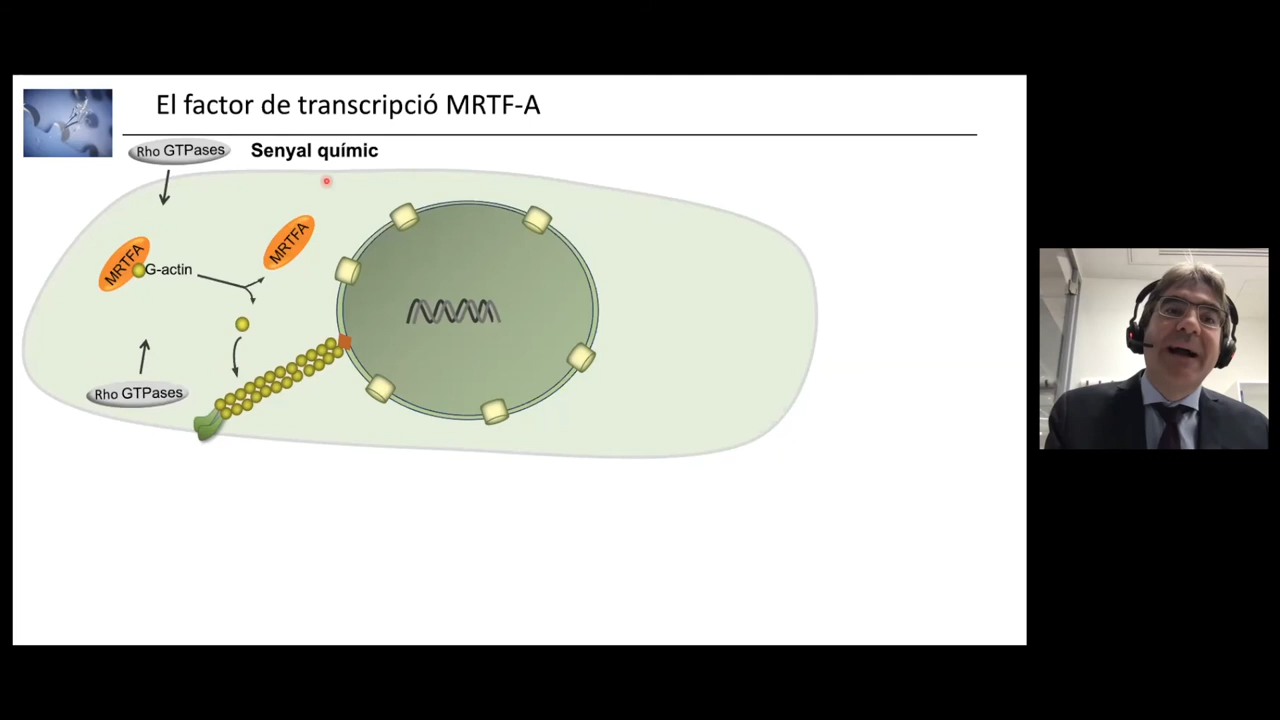 El factor de transcripció MRTF-A
Rho GTPases
Senyal químic
MRTFA
MRTFA
G-actin
Rho GTPases